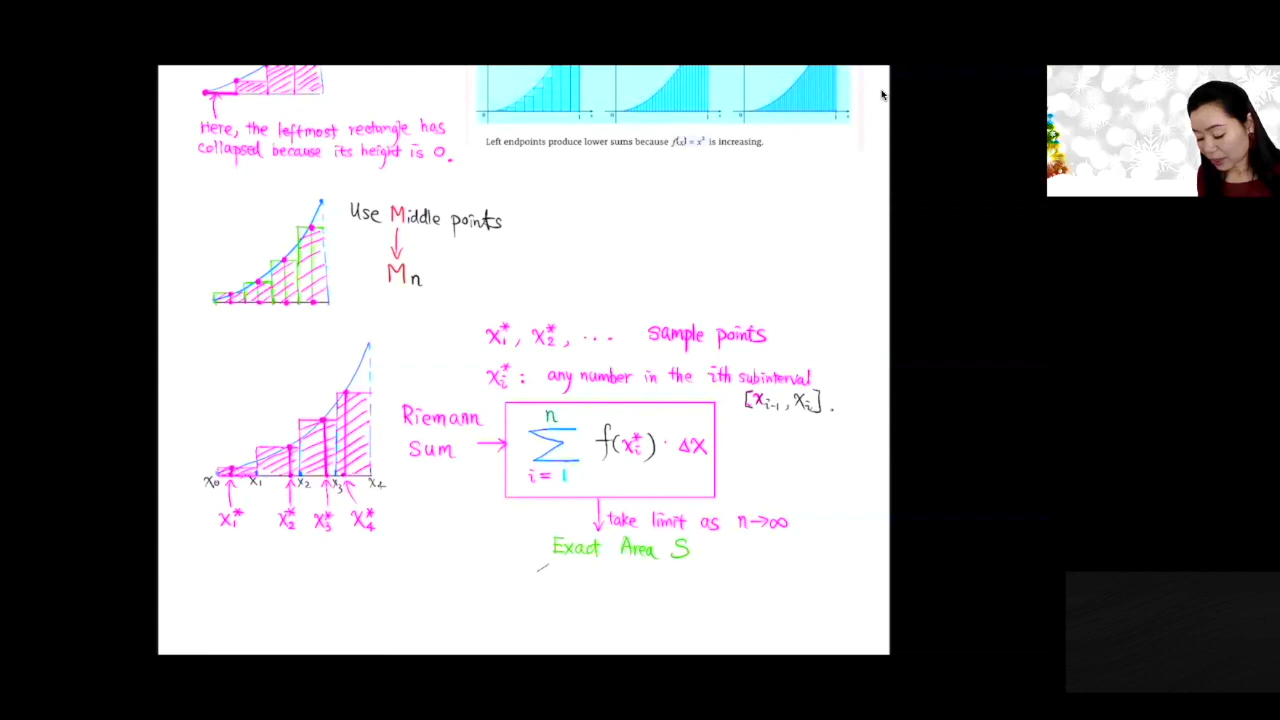 Here, the leftmost rectangle has
collapsed because its height is 0.
Left endpoints produce lower sums because f(x) = x² is increasing.
Use Middle points
Mn
x₁*, x₂*, ... sample points
xᵢ* : any number in the ith subinterval
[xᵢ₋₁, xᵢ].
Riemann
Sum
n
∑ f(xᵢ*) · Δx
i = 1
x₀ x₁ x₂ x₃ x₄
x₁* x₂* x₃* x₄*
take limit as n→∞
Exact Area S